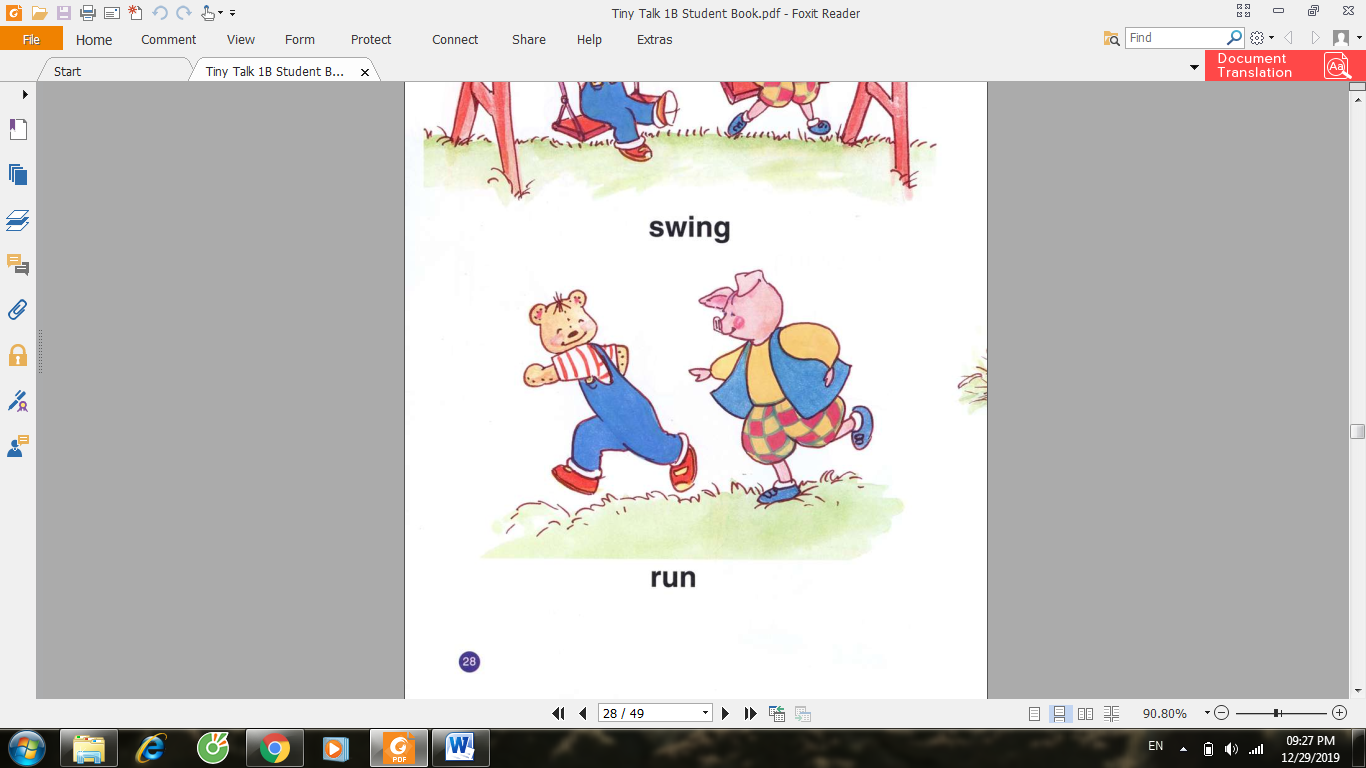 Tiny Talk 1B Student Book.pdf - Foxit Reader
File Home Comment View Form Protect Connect Share Help Extras
Find
Start
Tiny Talk 1B Student B...
Document
Translation
Aa
swing
run
28
28 / 49
90.80%
PDF
EN
09:27 PM
12/29/2019